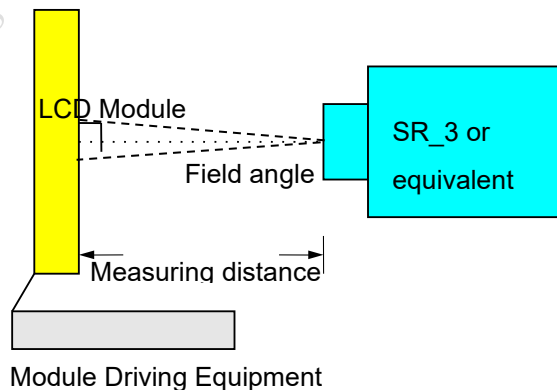 LCD Module
SR_3 or
equivalent
Field angle
Measuring distance
Module Driving Equipment